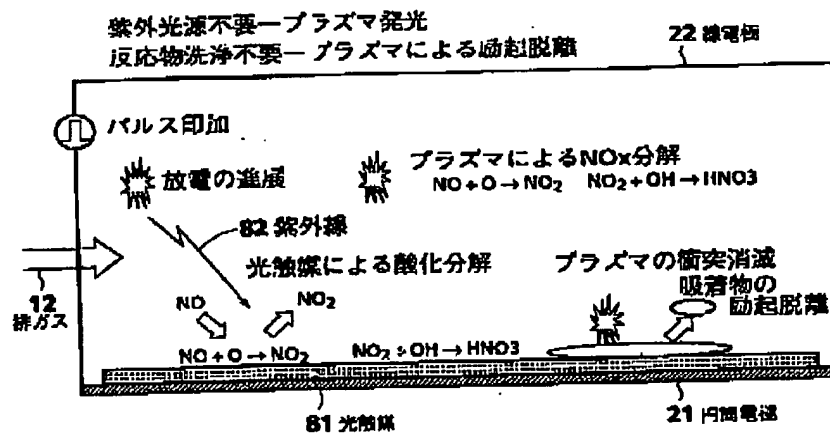 紫外光源不要ープラズマ発光
反応物洗浄不要ープラズマによる励起脱離
22 線電極
パルス印加
放電の進展
プラズマによるNOx分解
NO+O→NO2 NO2+OH→HNO3
82 紫外線
光触媒による酸化分解
プラズマの衝突消滅
吸着物の
励起脱離
12
排ガス
NO
NO2
NO+O→NO2
NO2+OH→HNO3
81 光触媒
21 円筒電極